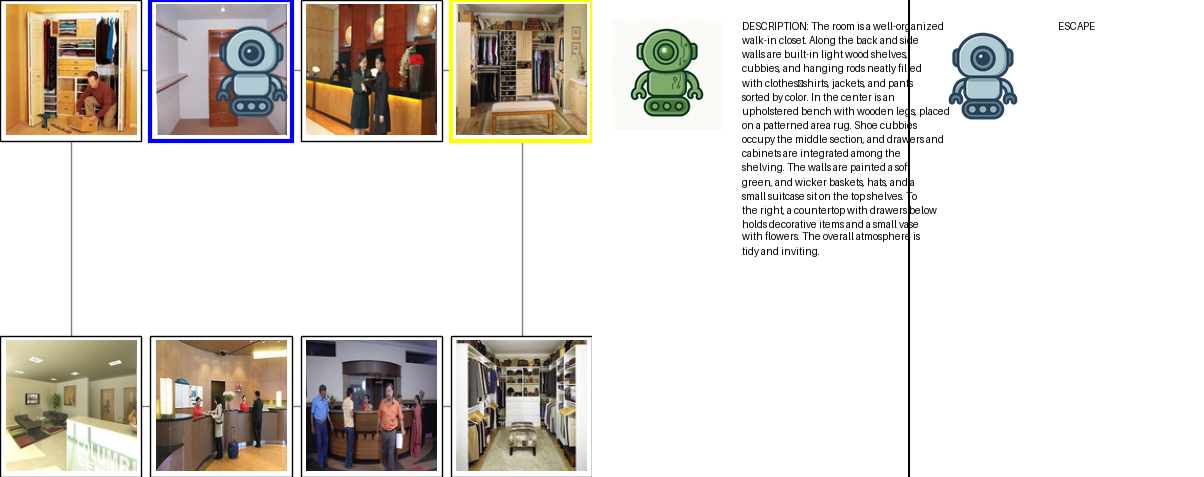 DESCRIPTION: The room is a well-organized
walk-in closet. Along the back and side
walls are built-in light wood shelves,
cubbies, and hanging rods neatly filled
with clothes shirts, jackets, and pants
sorted by color. In the center is an
upholstered bench with wooden legs, placed
on a patterned area rug. Shoe cubbies
occupy the middle section, and drawers and
cabinets are integrated among the
shelving. The walls are painted a soft
green, and wicker baskets, hats, and a
small suitcase sit on the top shelves. To
the right, a countertop with drawers below
holds decorative items and a small vase
with flowers. The overall atmosphere is
tidy and inviting.
ESCAPE